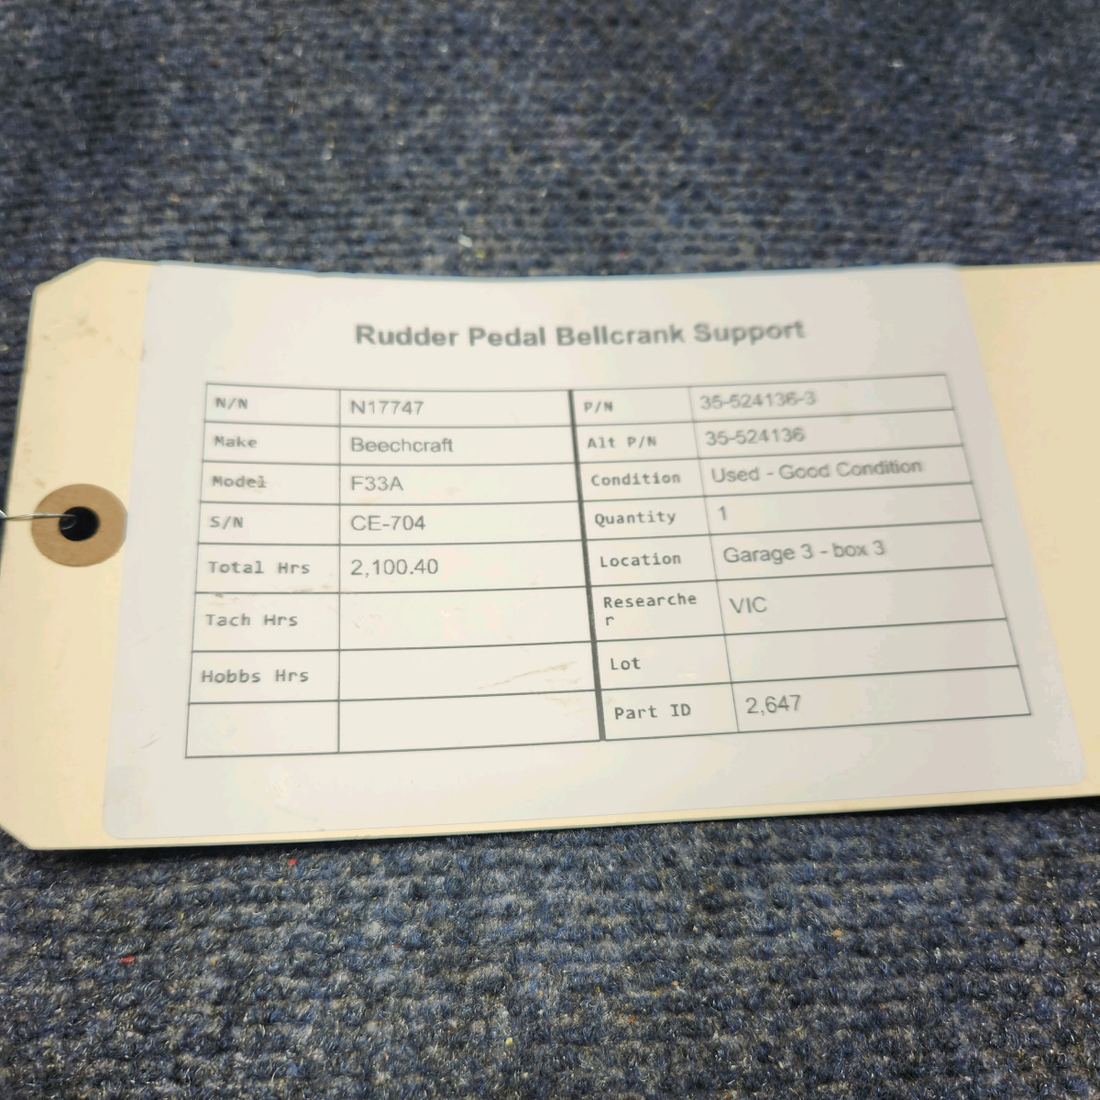 Rudder Pedal Bellcrank Support
N/N N17747 P/N 35-524136-3
Make Beechcraft Alt P/N 35-524136
Model F33A Condition Used - Good Condition
S/N CE-704 Quantity 1
Total Hrs 2,100.40 Location Garage 3 - box 3
Tach Hrs Researche
r VIC
Hobbs Hrs Lot
Part ID 2,647